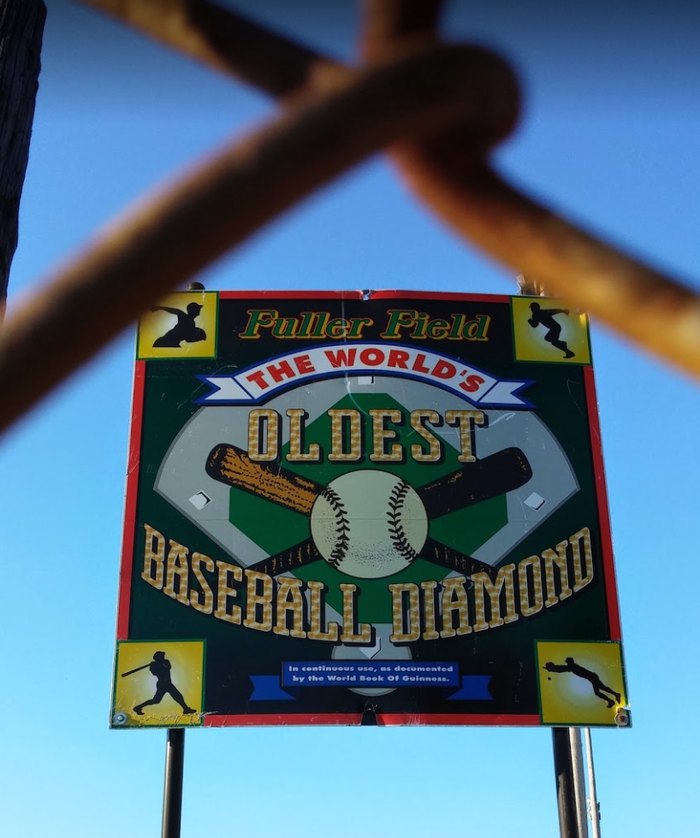 Fuller Field
THE WORLD'S
OLDEST
BASEBALL DIAMOND
In continuous use, as documented
by the World Book Of Guinness.